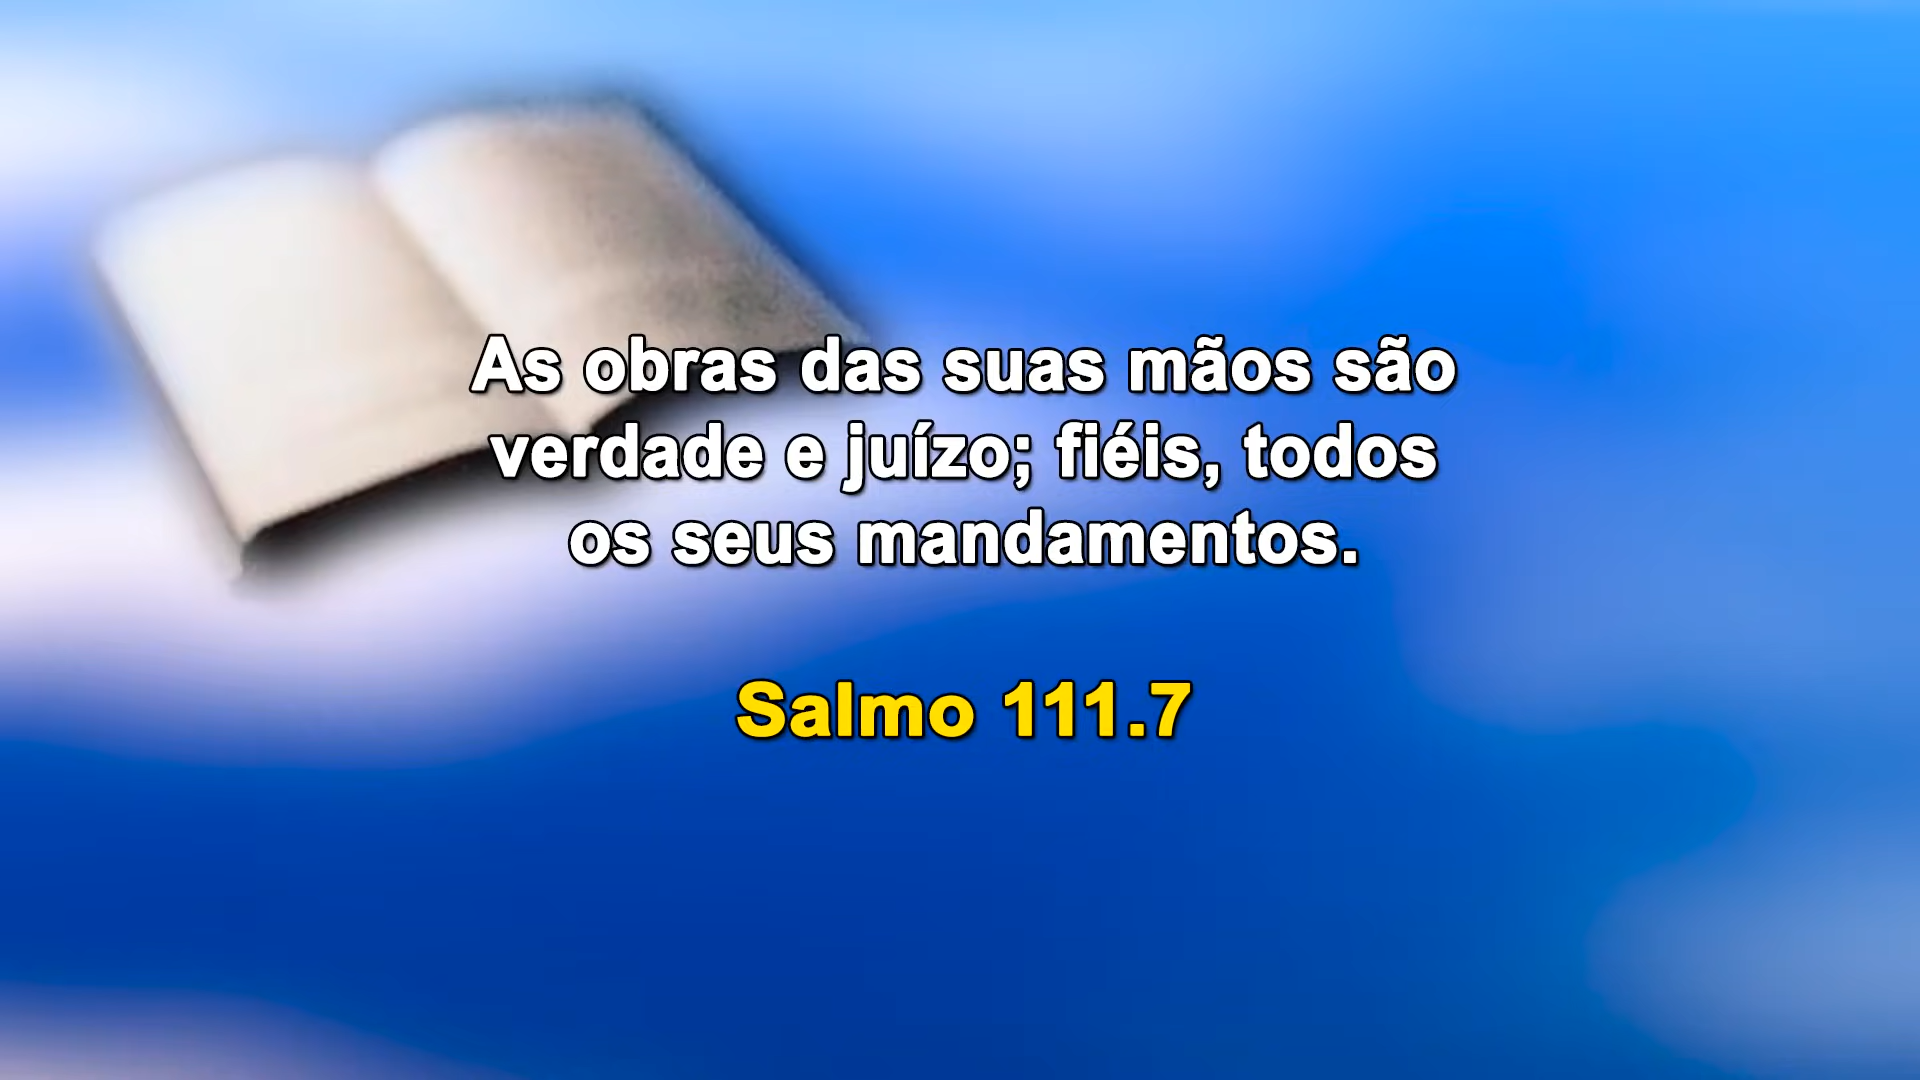 As obras das suas mãos são
verdade e juízo; fiéis, todos
os seus mandamentos.
Salmo 111.7